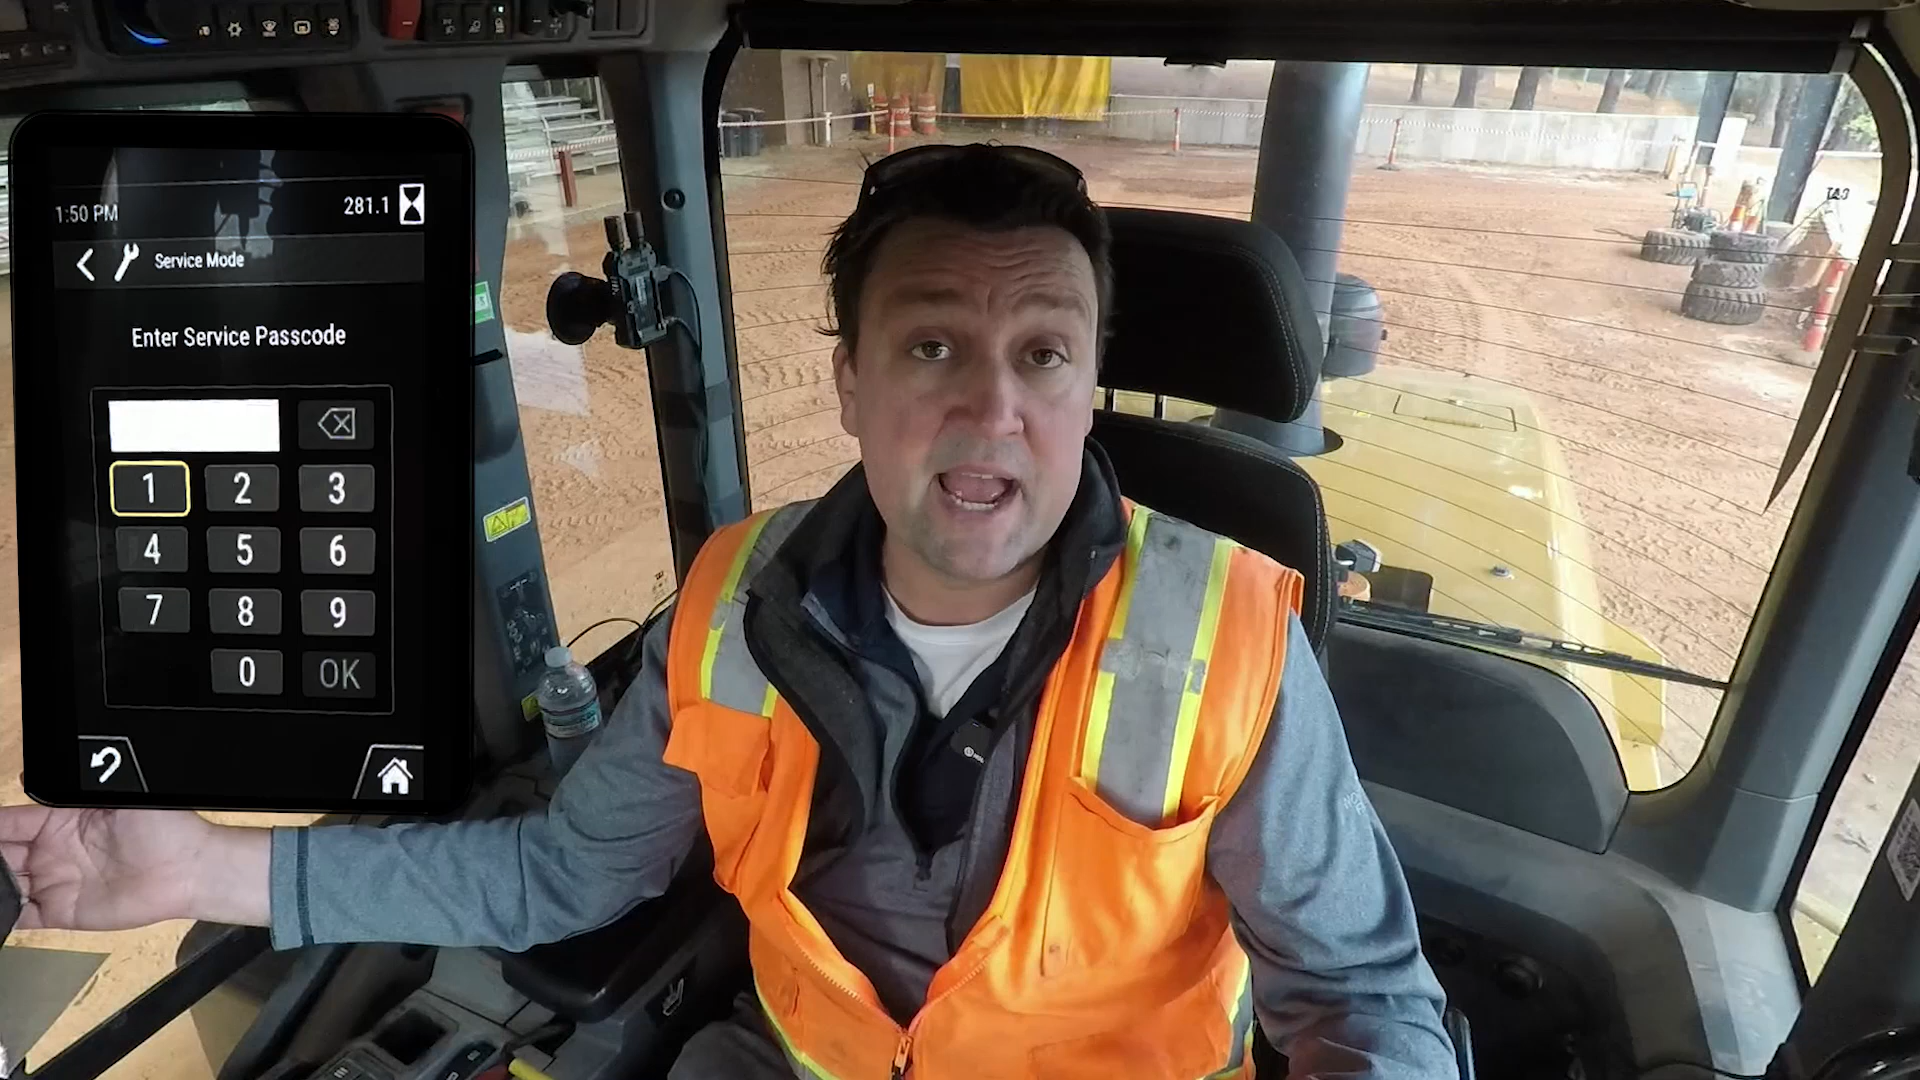 1:50 PM
281.1
Service Mode
Enter Service Passcode
1 2 3
4 5 6
7 8 9
0 OK
CAT